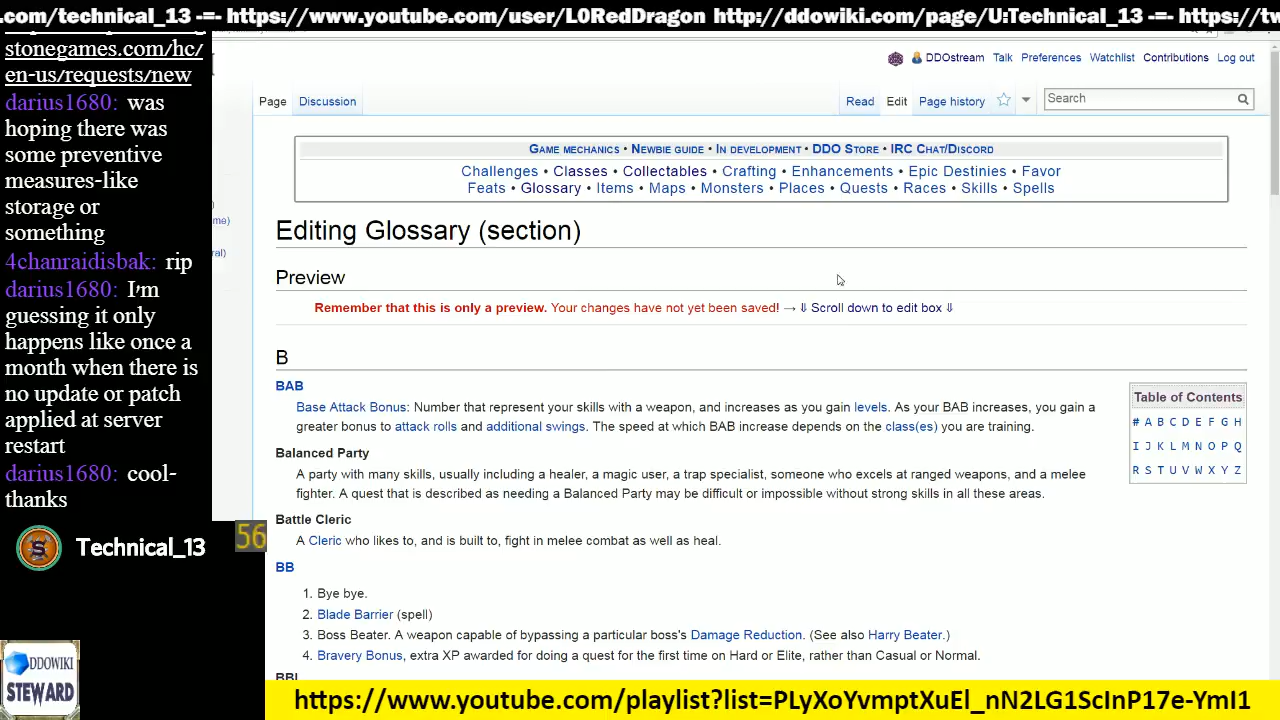 .com/technical_13 -=- https://www.youtube.com/user/L0RedDragon http://ddowiki.com/page/U:Technical_13 -=- https://tw
stonegames.com/hc/
en-us/requests/new
darius1680: was
hoping there was
some preventive
measures-like
storage or
something
4chanraidisbak: rip
darius1680: I'm
guessing it only
happens like once a
month when there is
no update or patch
applied at server
restart
darius1680: cool-
thanks
Technical_13
56
DDOWIKI
STEWARD
me)
ral)
DDOstream Talk Preferences Watchlist Contributions Log out
Page Discussion Read Edit Page history Search
Game mechanics • Newbie guide • In development • DDO Store • IRC Chat/Discord
Challenges • Classes • Collectables • Crafting • Enhancements • Epic Destinies • Favor
Feats • Glossary • Items • Maps • Monsters • Places • Quests • Races • Skills • Spells
Editing Glossary (section)
Preview
Remember that this is only a preview. Your changes have not yet been saved! → ⇓ Scroll down to edit box ⇓
B
BAB
Base Attack Bonus: Number that represent your skills with a weapon, and increases as you gain levels. As your BAB increases, you gain a
greater bonus to attack rolls and additional swings. The speed at which BAB increase depends on the class(es) you are training.
Balanced Party
A party with many skills, usually including a healer, a magic user, a trap specialist, someone who excels at ranged weapons, and a melee
fighter. A quest that is described as needing a Balanced Party may be difficult or impossible without strong skills in all these areas.
Battle Cleric
A Cleric who likes to, and is built to, fight in melee combat as well as heal.
BB
1. Bye bye.
2. Blade Barrier (spell)
3. Boss Beater. A weapon capable of bypassing a particular boss's Damage Reduction. (See also Harry Beater.)
4. Bravery Bonus, extra XP awarded for doing a quest for the first time on Hard or Elite, rather than Casual or Normal.
Table of Contents
# A B C D E F G H
I J K L M N O P Q
R S T U V W X Y Z
https://www.youtube.com/playlist?list=PLyXoYvmptXuEl_nN2LG1ScInP17e-YmI1